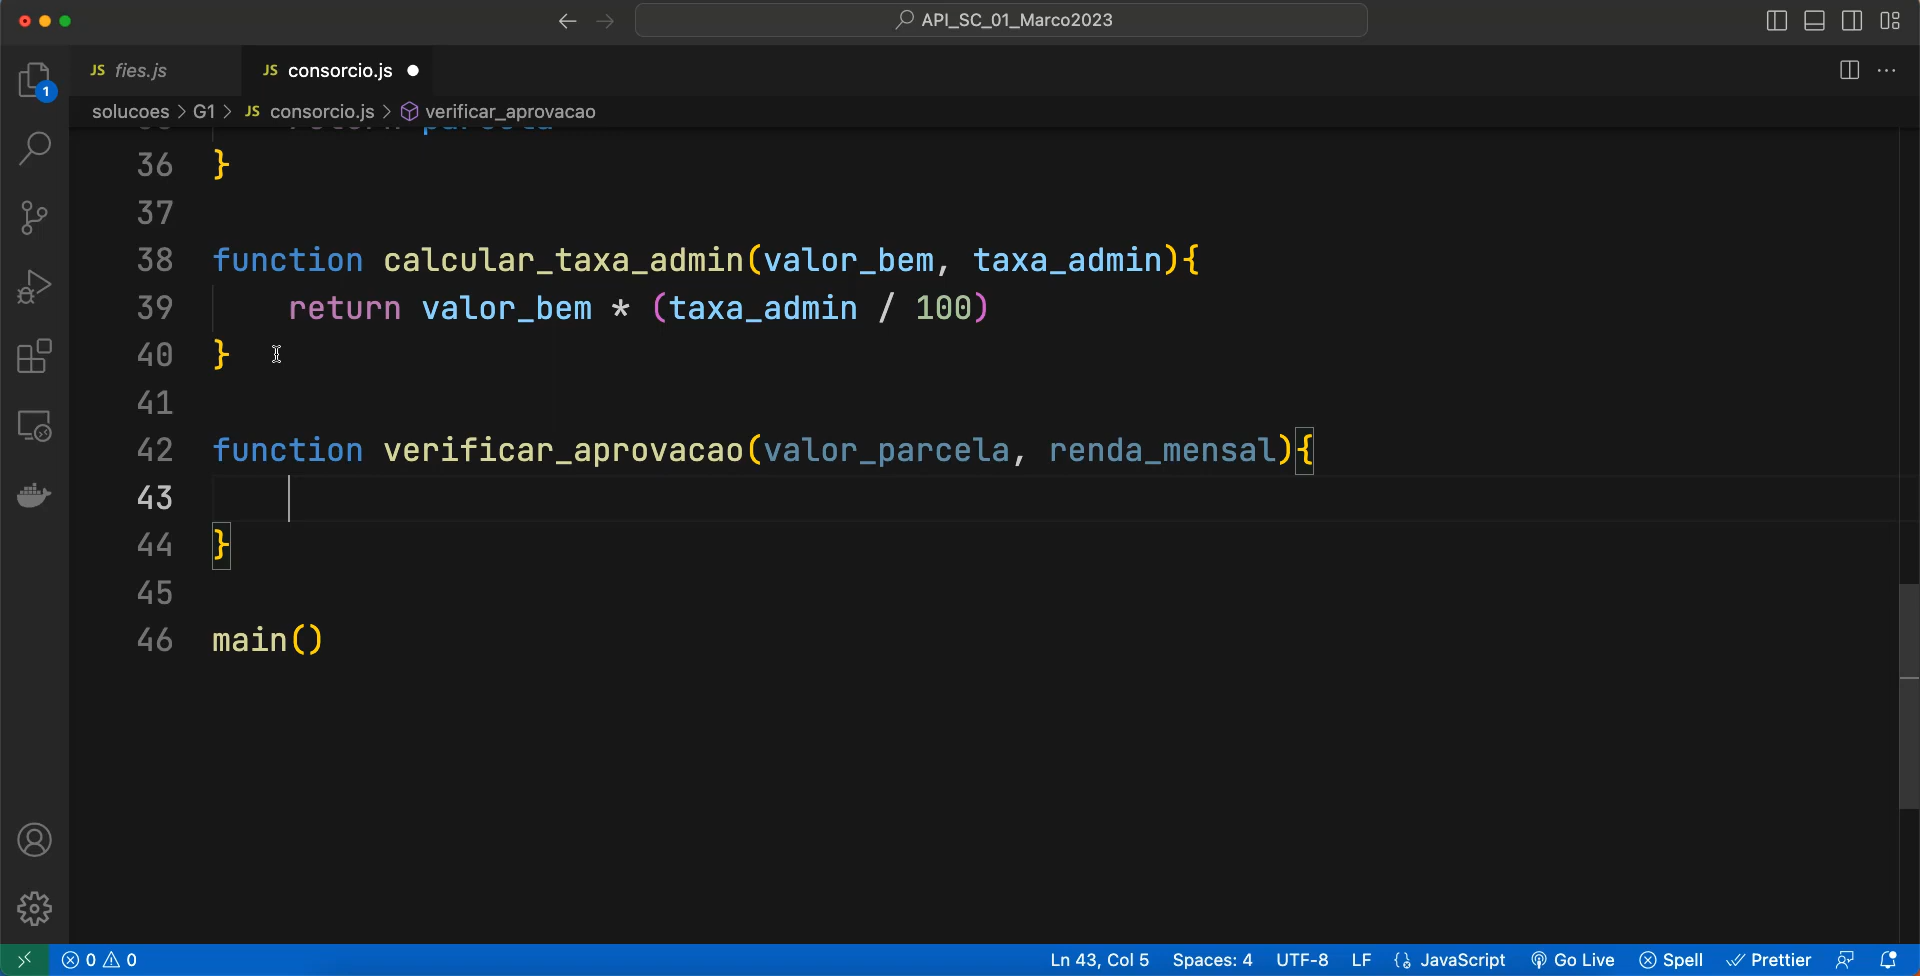 API_SC_01_Marco2023
JS fies.js
JS consorcio.js
1
solucoes > G1 > JS consorcio.js > verificar_aprovacao
36 }
37
38 function calcular_taxa_admin(valor_bem, taxa_admin){
39 return valor_bem * (taxa_admin / 100)
40 }
41
42 function verificar_aprovacao(valor_parcela, renda_mensal){
43
44 }
45
46 main()
0 0 Ln 43, Col 5 Spaces: 4 UTF-8 LF {} JavaScript Go Live Spell Prettier